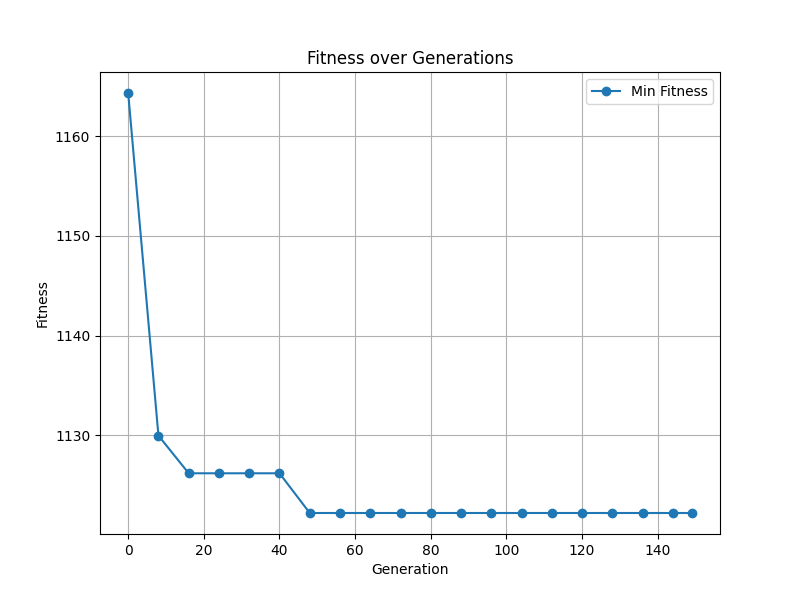 Fitness over Generations
Min Fitness
1160
1150
1140
1130
Fitness
0 20 40 60 80 100 120 140
Generation